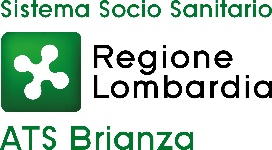 Sistema Socio Sanitario
Regione
Lombardia
ATS Brianza